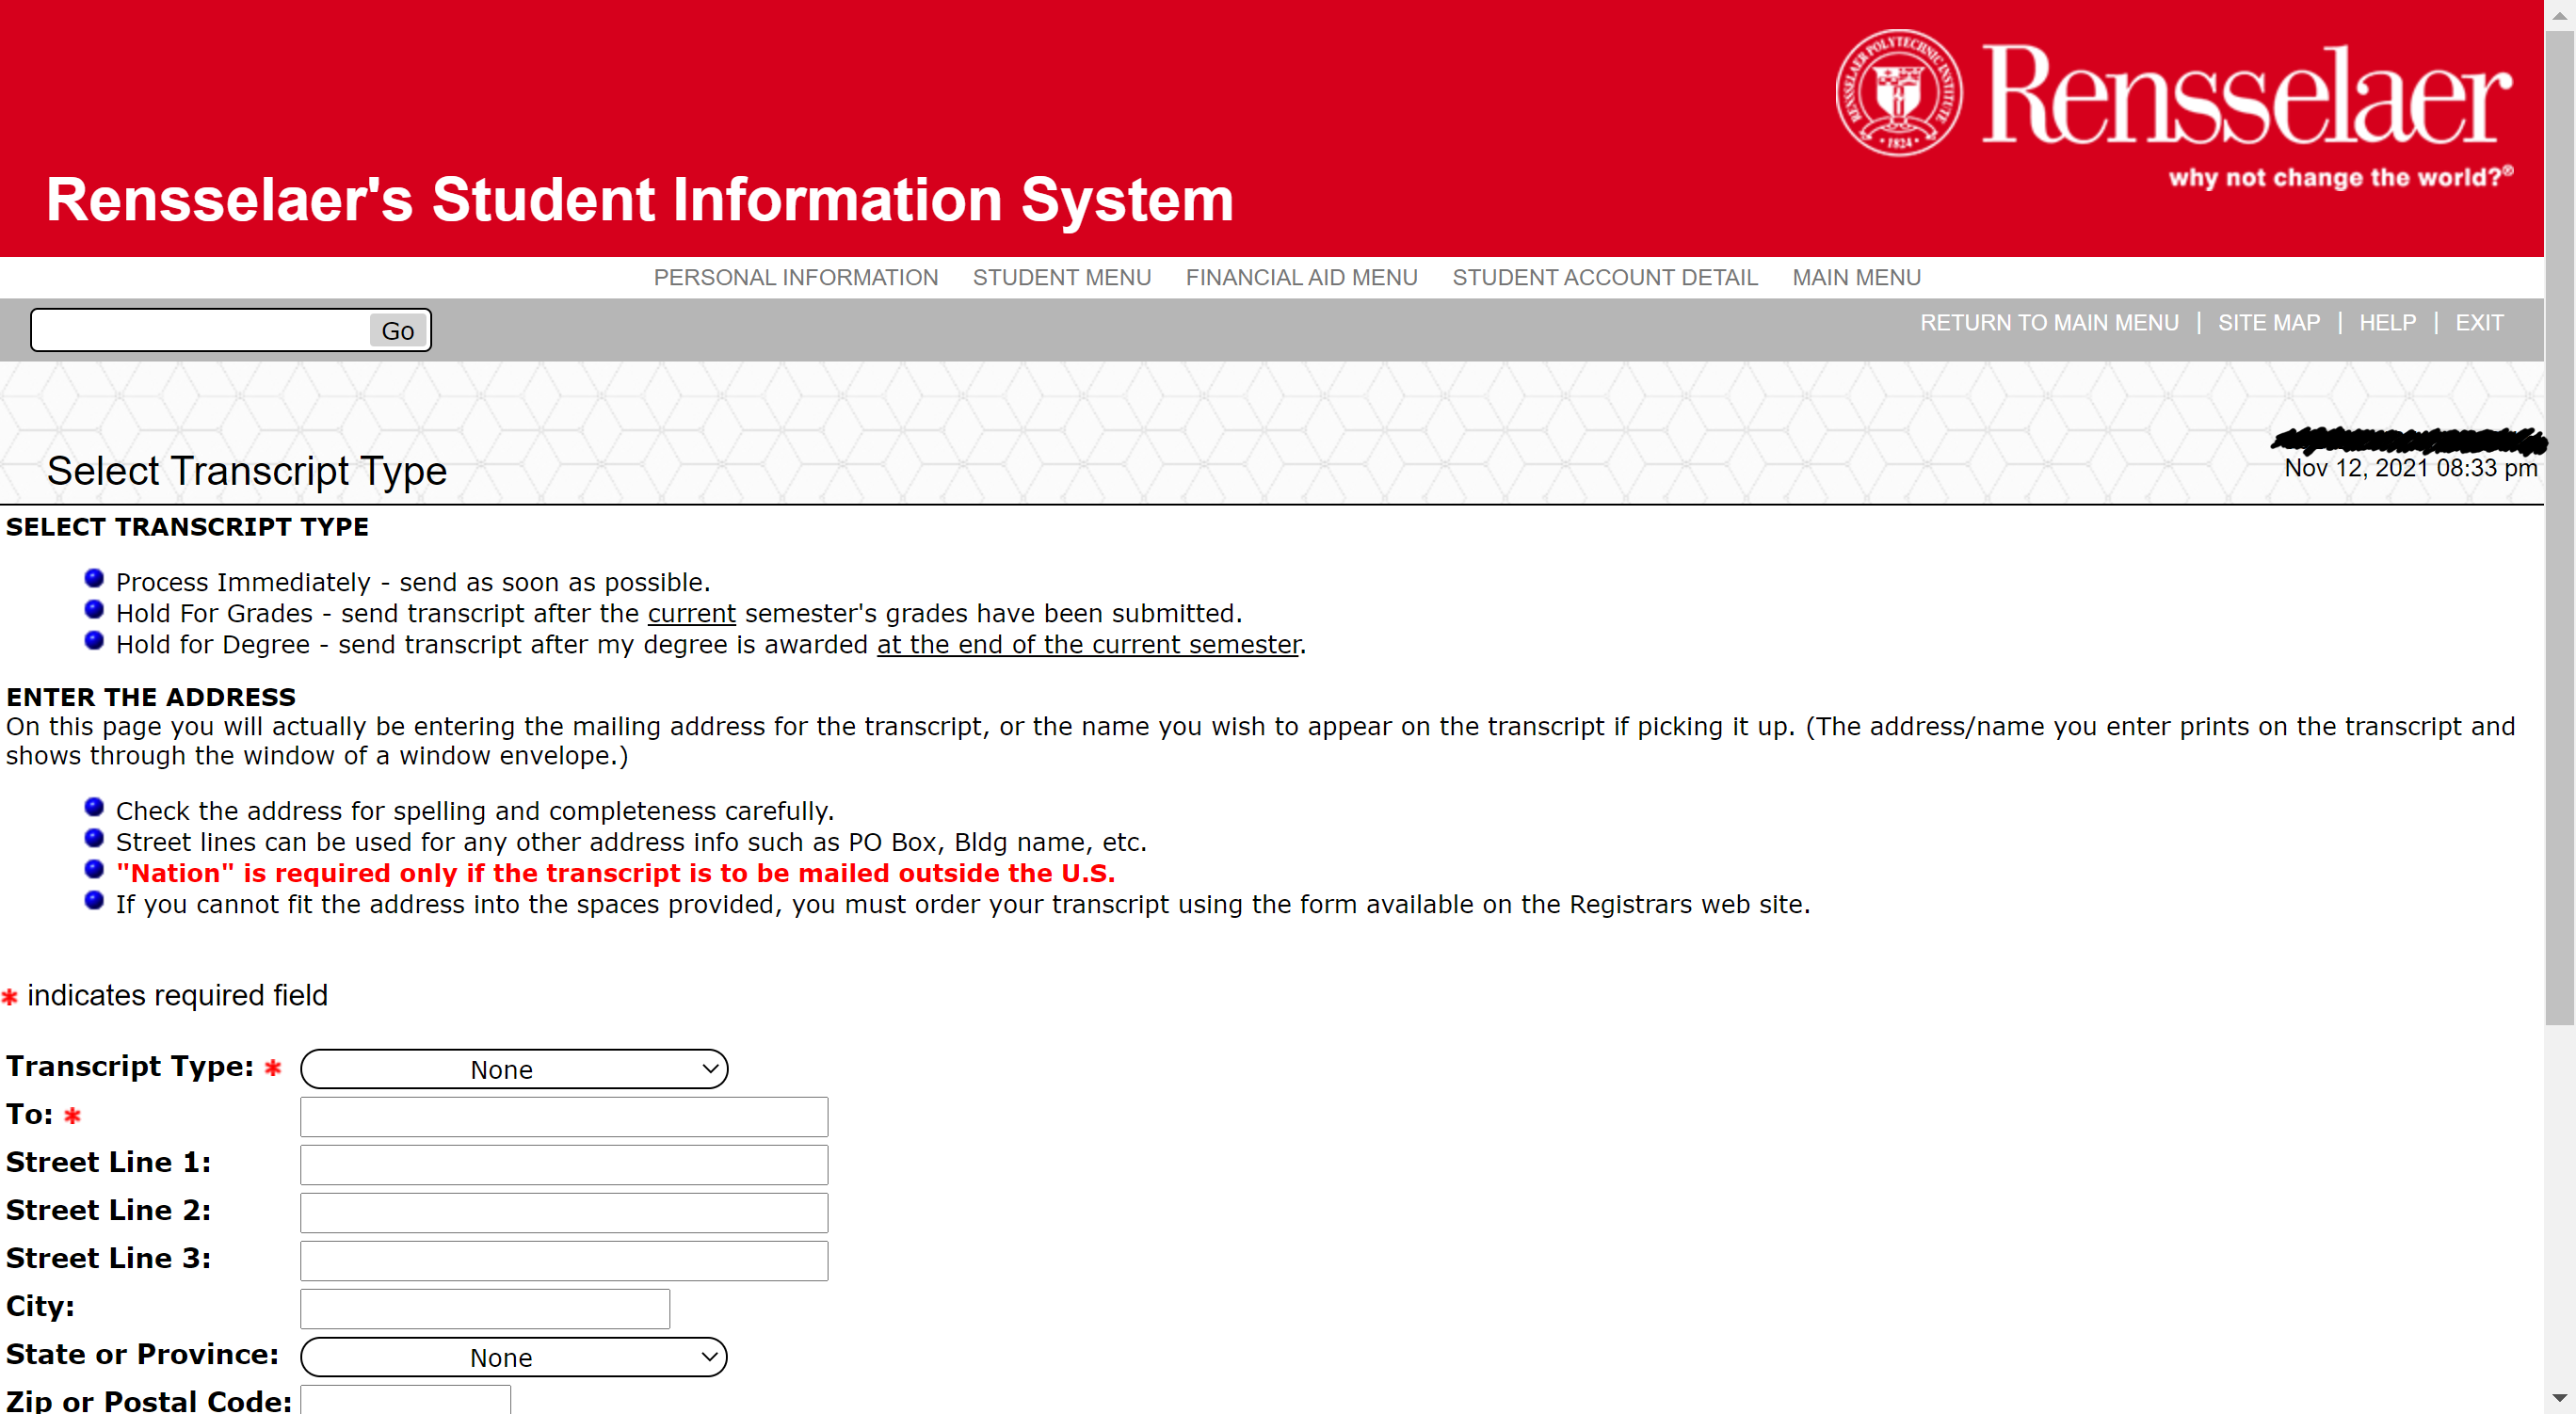 RENSSELAER POLYTECHNIC INSTITUTE
• 1824 •
Rensselaer
why not change the world?®
Rensselaer's Student Information System
PERSONAL INFORMATION STUDENT MENU FINANCIAL AID MENU STUDENT ACCOUNT DETAIL MAIN MENU
Go
RETURN TO MAIN MENU | SITE MAP | HELP | EXIT
Select Transcript Type
Nov 12, 2021 08:33 pm
SELECT TRANSCRIPT TYPE
Process Immediately - send as soon as possible.
Hold For Grades - send transcript after the current semester's grades have been submitted.
Hold for Degree - send transcript after my degree is awarded at the end of the current semester.
ENTER THE ADDRESS
On this page you will actually be entering the mailing address for the transcript, or the name you wish to appear on the transcript if picking it up. (The address/name you enter prints on the transcript and
shows through the window of a window envelope.)
Check the address for spelling and completeness carefully.
Street lines can be used for any other address info such as PO Box, Bldg name, etc.
"Nation" is required only if the transcript is to be mailed outside the U.S.
If you cannot fit the address into the spaces provided, you must order your transcript using the form available on the Registrars web site.
* indicates required field
Transcript Type: * None
To: *
Street Line 1:
Street Line 2:
Street Line 3:
City:
State or Province: None
Zip or Postal Code: